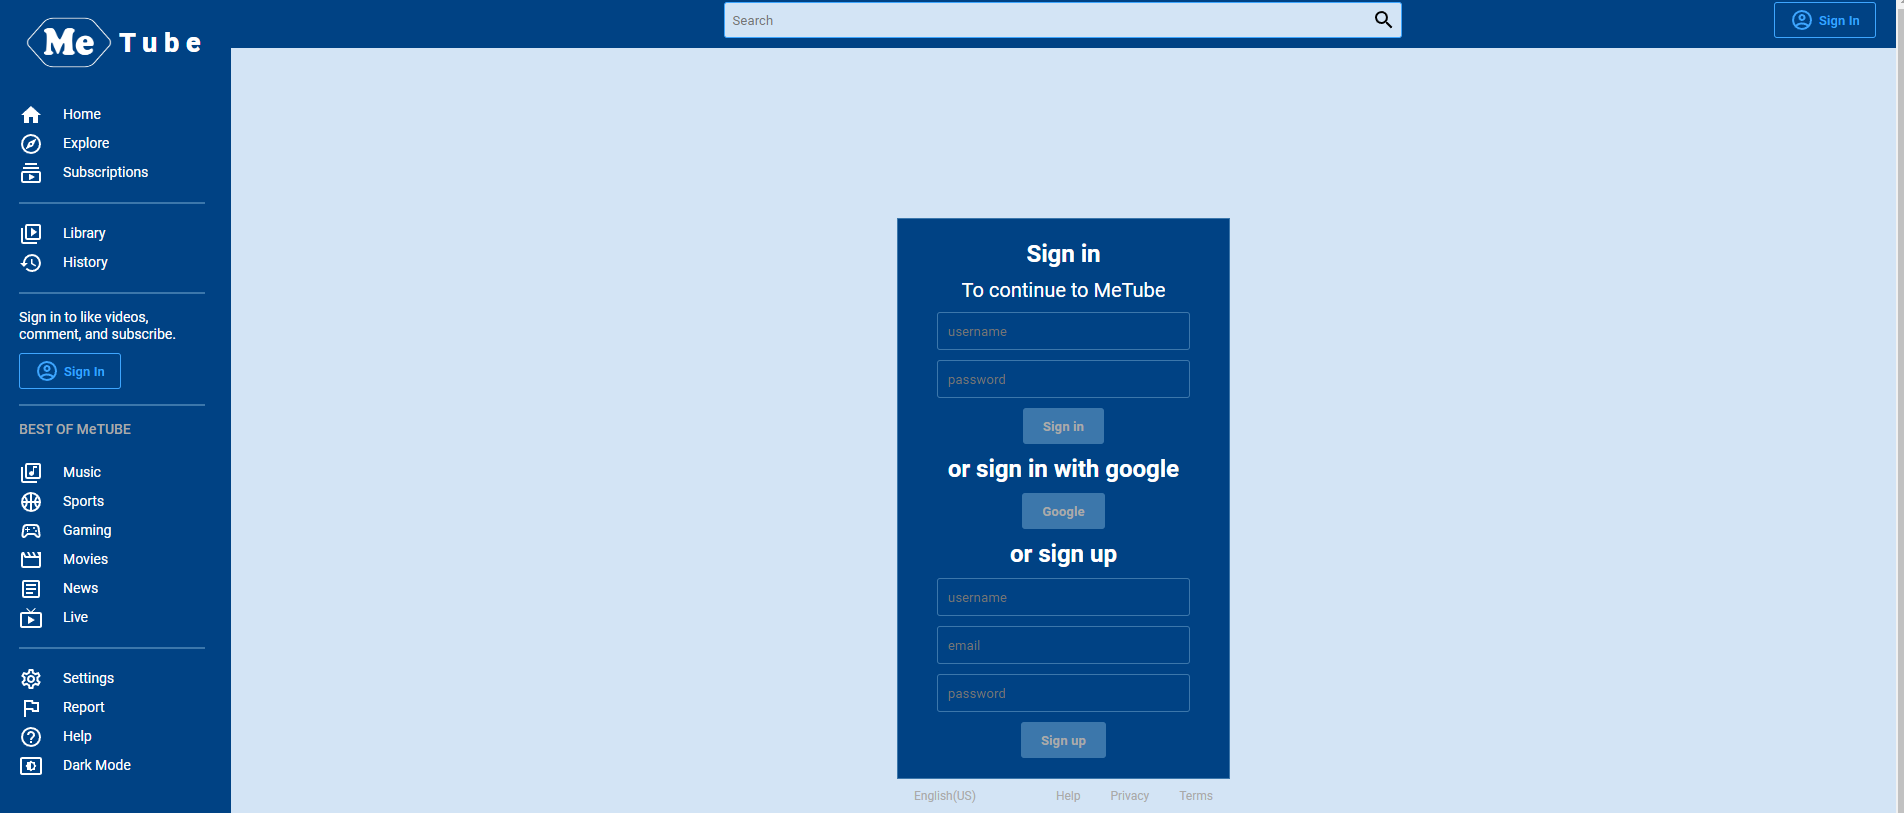 Me Tube
Search
Sign In
Home
Explore
Subscriptions
Library
History
Sign in to like videos,
comment, and subscribe.
Sign In
BEST OF MeTUBE
Music
Sports
Gaming
Movies
News
Live
Settings
Report
Help
Dark Mode
Sign in
To continue to MeTube
username
password
Sign in
or sign in with google
Google
or sign up
username
email
password
Sign up
English(US) Help Privacy Terms